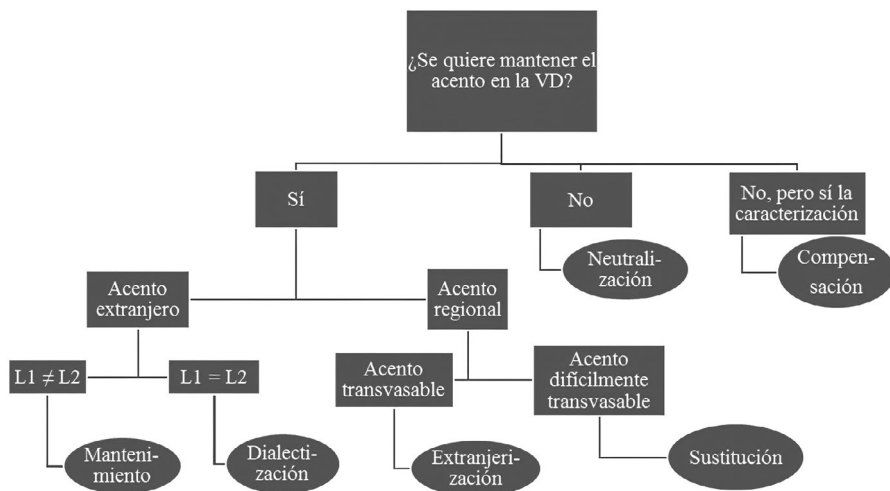 ¿Se quiere mantener el
acento en la VD?
Sí
No
No, pero sí la
caracterización
Neutrali-
zación
Compen-
sación
Acento
extranjero
Acento
regional
L1 ≠ L2
L1 = L2
Acento
transvasable
Acento
difícilmente
transvasable
Manteni-
miento
Dialecti-
zación
Extranjeri-
zación
Sustitución